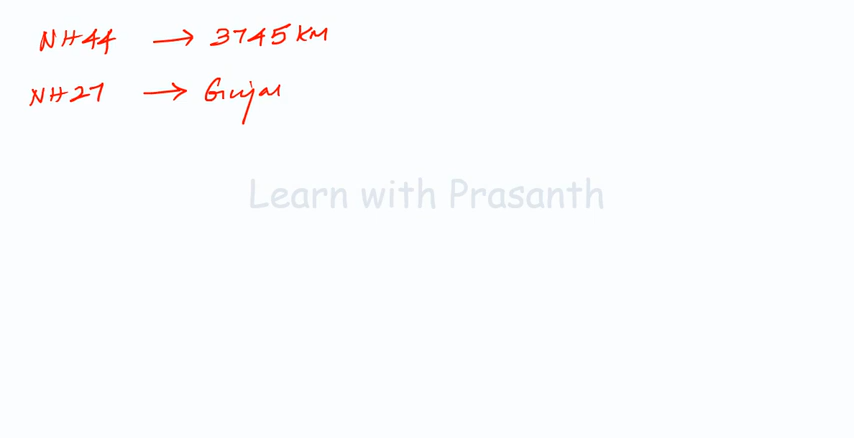 NH44 → 3745 KM
NH27 → Gujar
Learn with Prasanth